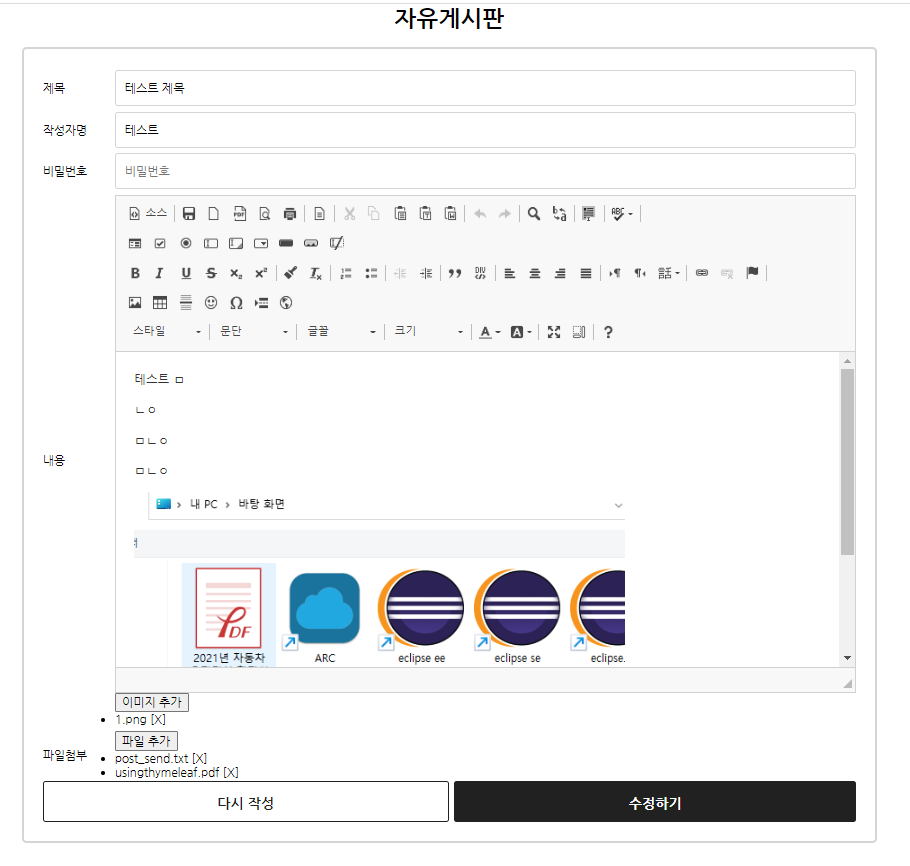 자유게시판
제목
테스트 제목
작성자명
테스트
비밀번호
비밀번호
소스
스타일
문단
글꼴
크기
내용
테스트 ㅁ
ㄴㅇ
ㅁㄴㅇ
ㅁㄴㅇ
내 PC > 바탕 화면
2021년 자동차
ARC
eclipse ee
eclipse se
eclipse.
이미지 추가
1.png [X]
파일첨부
파일 추가
post_send.txt [X]
usingthymeleaf.pdf [X]
다시 작성
수정하기